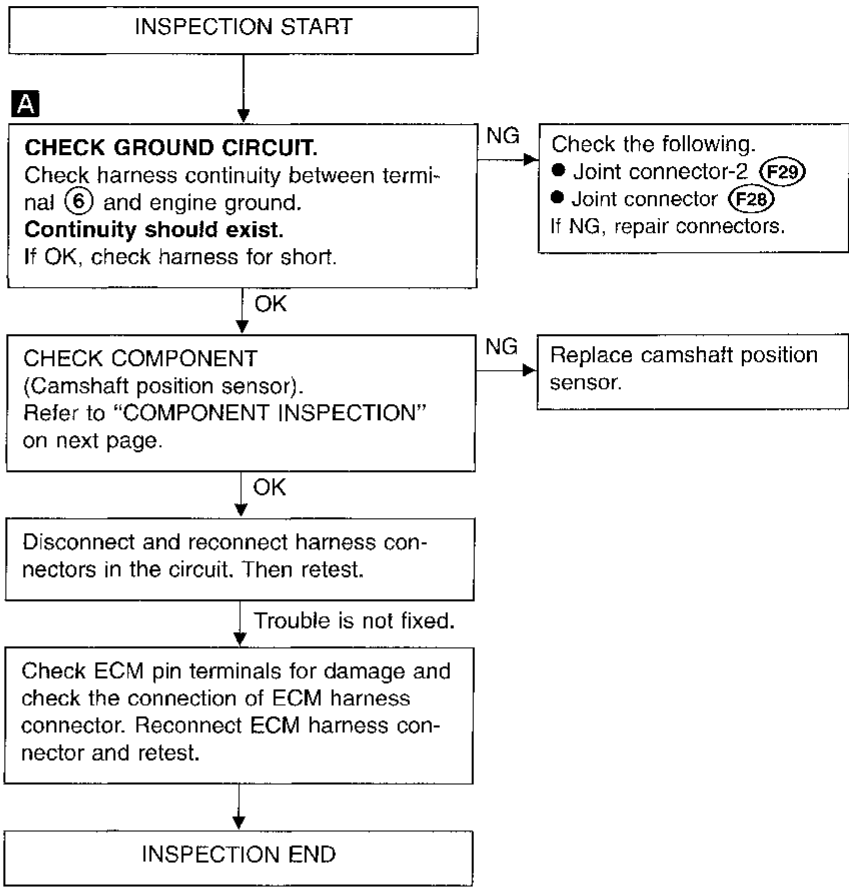 INSPECTION START
A
CHECK GROUND CIRCUIT.
Check harness continuity between termi-
nal ⑥ and engine ground.
Continuity should exist.
If OK, check harness for short.
NG
Check the following.
● Joint connector-2 (F29)
● Joint connector (F28)
If NG, repair connectors.
OK
CHECK COMPONENT
(Camshaft position sensor).
Refer to “COMPONENT INSPECTION”
on next page.
NG
Replace camshaft position
sensor.
OK
Disconnect and reconnect harness con-
nectors in the circuit. Then retest.
Trouble is not fixed.
Check ECM pin terminals for damage and
check the connection of ECM harness
connector. Reconnect ECM harness con-
nector and retest.
INSPECTION END